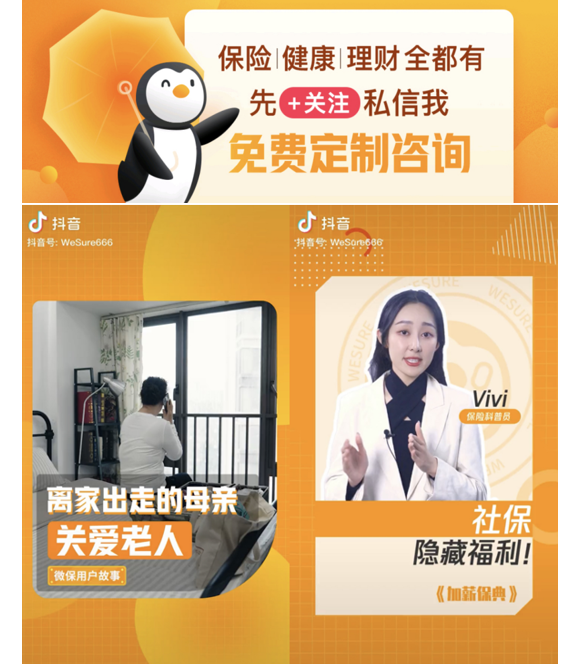 保险|健康|理财全都有
先+关注私信我
免费定制咨询
抖音
抖音号: WeSure666
离家出走的母亲
关爱老人
微保用户故事
抖音
抖音号: WeSure666
WESURE
WESURE
WESURE
Vivi
保险科普员
社保
隐藏福利!
《加薪保典》